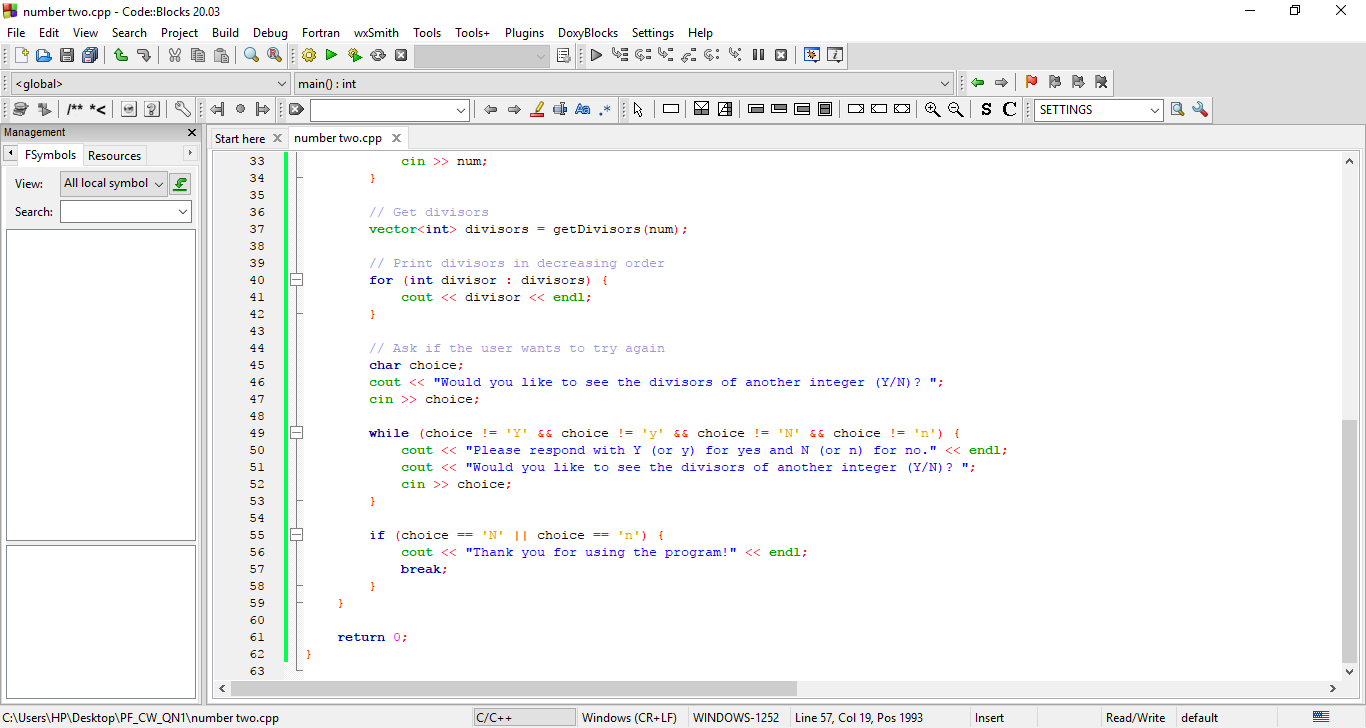 number two.cpp - Code::Blocks 20.03
File Edit View Search Project Build Debug Fortran wxSmith Tools Tools+ Plugins DoxyBlocks Settings Help
<global> main() : int
/** *< Aa .* S C SETTINGS
Management
FSymbols Resources
View: All local symbol
Search:
Start here number two.cpp
33 cin >> num;
34 }
35
36 // Get divisors
37 vector<int> divisors = getDivisors(num);
38
39 // Print divisors in decreasing order
40 for (int divisor : divisors) {
41 cout << divisor << endl;
42 }
43
44 // Ask if the user wants to try again
45 char choice;
46 cout << "Would you like to see the divisors of another integer (Y/N)? ";
47 cin >> choice;
48
49 while (choice != 'Y' && choice != 'y' && choice != 'N' && choice != 'n') {
50 cout << "Please respond with Y (or y) for yes and N (or n) for no." << endl;
51 cout << "Would you like to see the divisors of another integer (Y/N)? ";
52 cin >> choice;
53 }
54
55 if (choice == 'N' || choice == 'n') {
56 cout << "Thank you for using the program!" << endl;
57 break;
58 }
59 }
60
61 return 0;
62 }
63
C:\Users\HP\Desktop\PF_CW_QN1\number two.cpp C/C++ Windows (CR+LF) WINDOWS-1252 Line 57, Col 19, Pos 1993 Insert Read/Write default